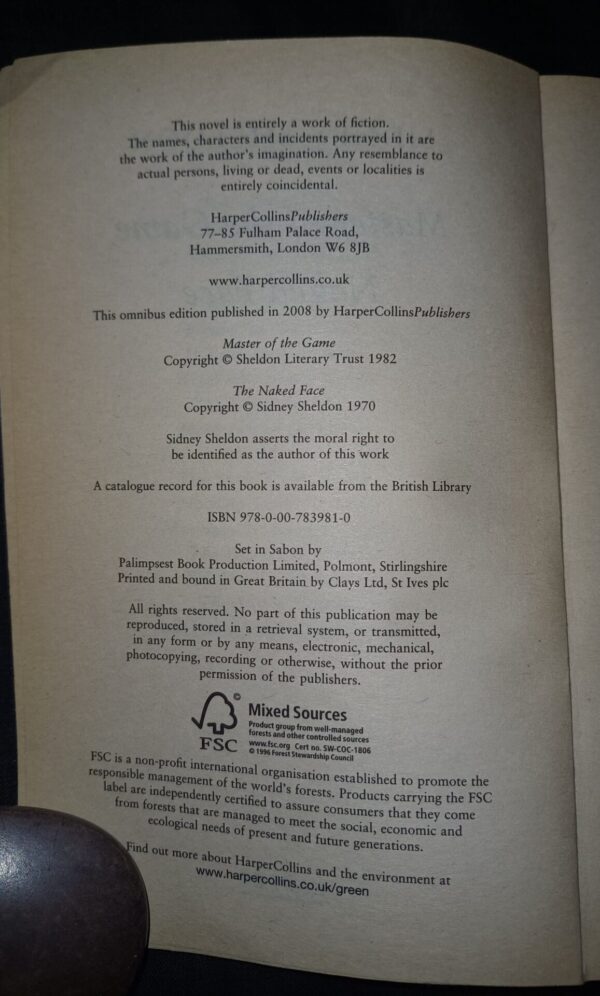 This novel is entirely a work of fiction.
The names, characters and incidents portrayed in it are
the work of the author's imagination. Any resemblance to
actual persons, living or dead, events or localities is
entirely coincidental.
HarperCollinsPublishers
77–85 Fulham Palace Road,
Hammersmith, London W6 8JB
www.harpercollins.co.uk
This omnibus edition published in 2008 by HarperCollinsPublishers
Master of the Game
Copyright © Sheldon Literary Trust 1982
The Naked Face
Copyright © Sidney Sheldon 1970
Sidney Sheldon asserts the moral right to
be identified as the author of this work
A catalogue record for this book is available from the British Library
ISBN 978-0-00-783981-0
Set in Sabon by
Palimpsest Book Production Limited, Polmont, Stirlingshire
Printed and bound in Great Britain by Clays Ltd, St Ives plc
All rights reserved. No part of this publication may be
reproduced, stored in a retrieval system, or transmitted,
in any form or by any means, electronic, mechanical,
photocopying, recording or otherwise, without the prior
permission of the publishers.
©
FSC
Mixed Sources
Product group from well-managed
forests and other controlled sources
www.fsc.org Cert no. SW-COC-1806
© 1996 Forest Stewardship Council
FSC is a non-profit international organisation established to promote the
responsible management of the world's forests. Products carrying the FSC
label are independently certified to assure consumers that they come
from forests that are managed to meet the social, economic and
ecological needs of present and future generations.
Find out more about HarperCollins and the environment at
www.harpercollins.co.uk/green